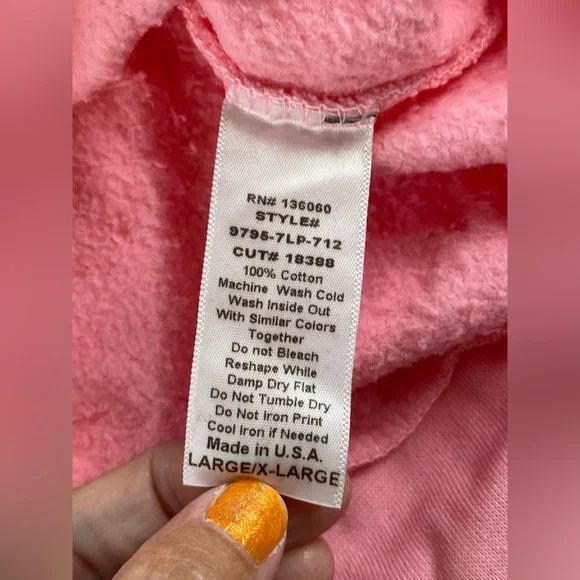 RN# 136060
STYLE#
9795-7LP-712
CUT# 18388
100% Cotton
Machine Wash Cold
Wash Inside Out
With Similar Colors
Together
Do not Bleach
Reshape While
Damp Dry Flat
Do Not Tumble Dry
Do Not Iron Print
Cool Iron if Needed
Made in U.S.A.
LARGE/X-LARGE